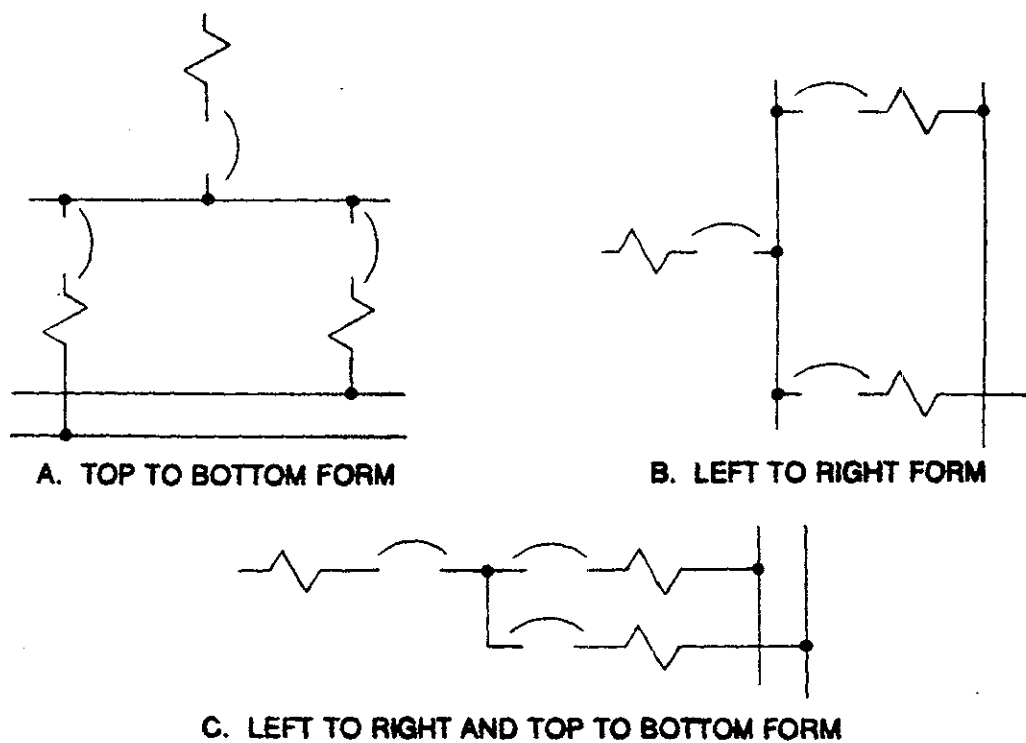 A. TOP TO BOTTOM FORM
B. LEFT TO RIGHT FORM
C. LEFT TO RIGHT AND TOP TO BOTTOM FORM